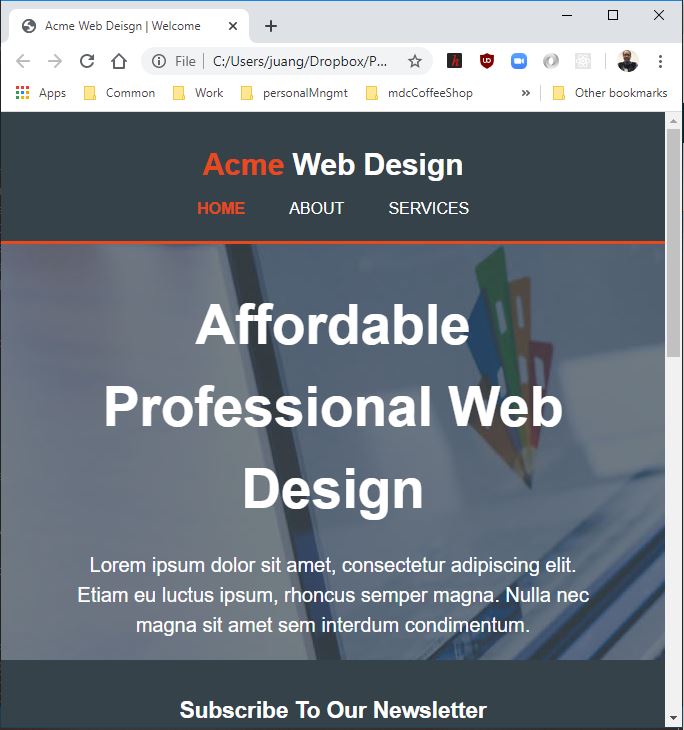 Acme Web Deisgn | Welcome
File | C:/Users/juang/Dropbox/P...
Apps Common Work personalMngmt mdcCoffeeShop » Other bookmarks
Acme Web Design
HOME ABOUT SERVICES
Affordable
Professional Web
Design
Lorem ipsum dolor sit amet, consectetur adipiscing elit.
Etiam eu luctus ipsum, rhoncus semper magna. Nulla nec
magna sit amet sem interdum condimentum.
Subscribe To Our Newsletter